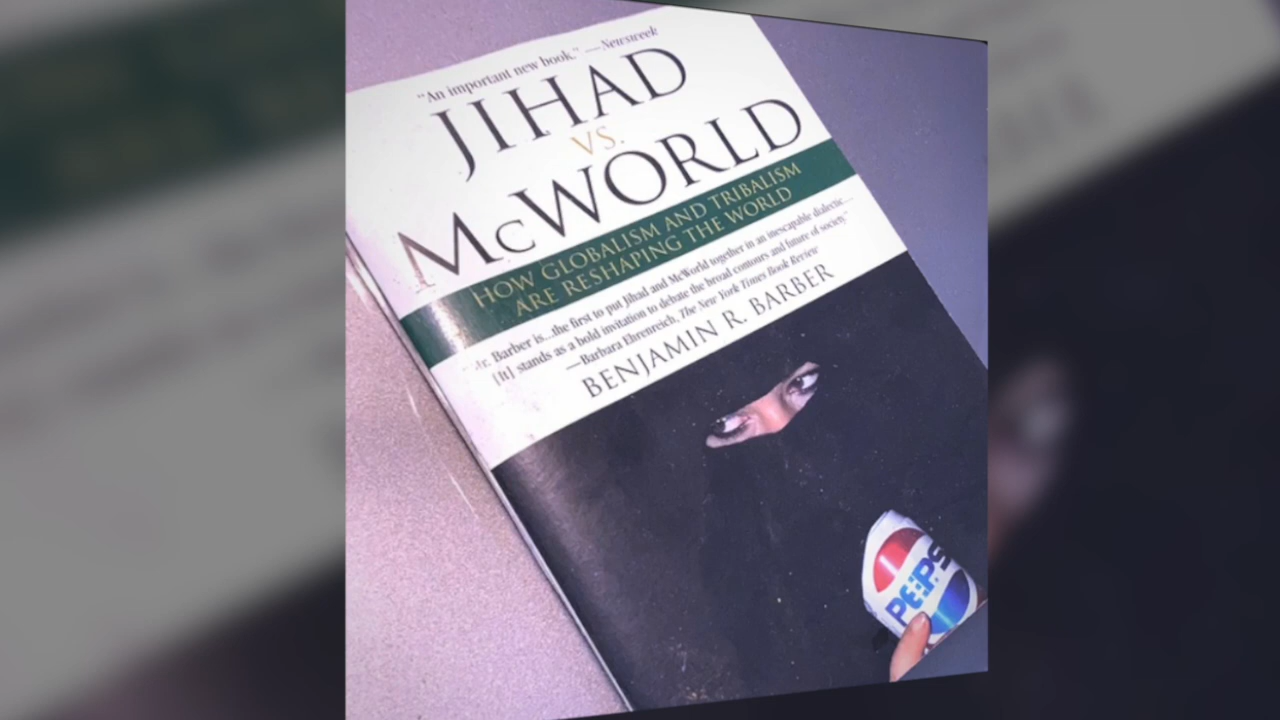 "An important new book." —Newsweek
JIHAD
VS.
McWORLD
HOW GLOBALISM AND TRIBALISM
ARE RESHAPING THE WORLD
Mr. Barber is...the first to put Jihad and McWorld together in an inescapable dialectic...
[It] stands as a bold invitation to debate the broad contours and future of society."
—Barbara Ehrenreich, The New York Times Book Review
BENJAMIN R. BARBER
PEPSI